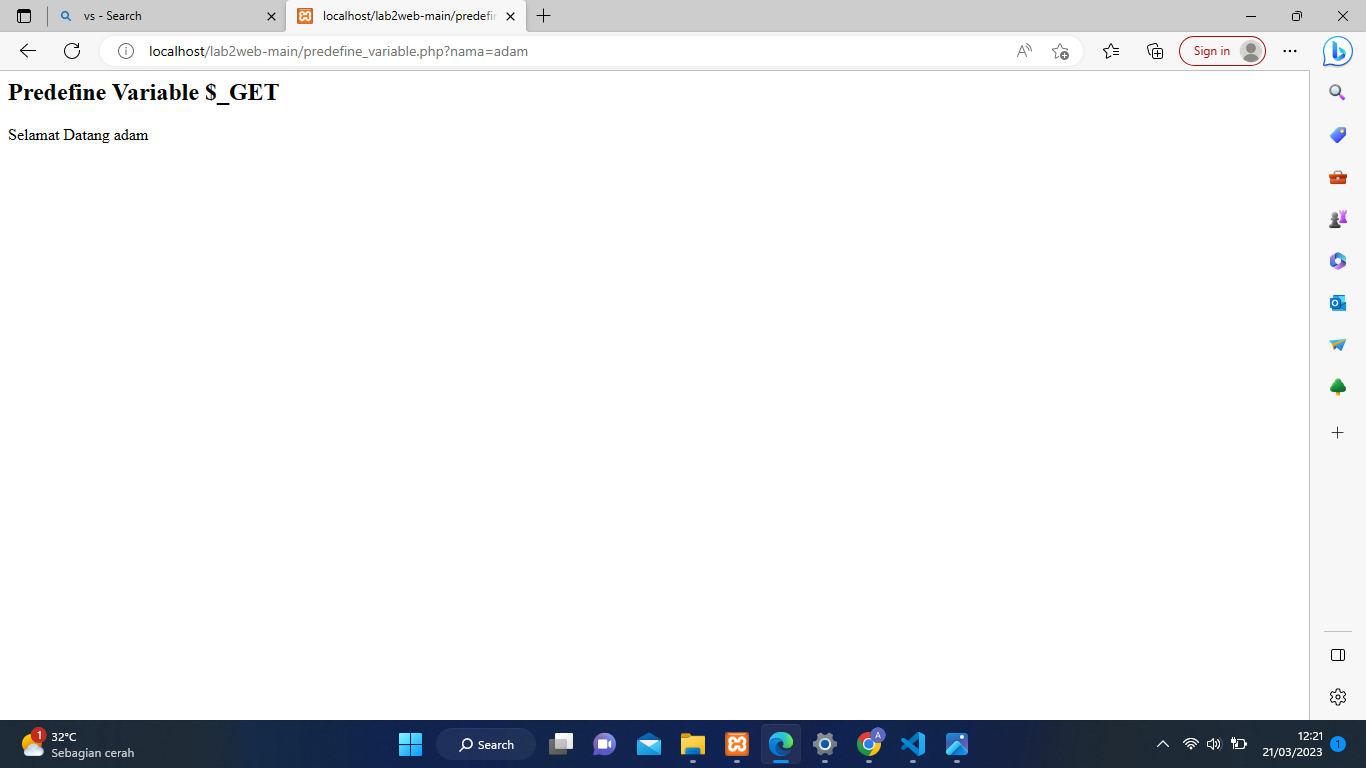 vs - Search
localhost/lab2web-main/predefin
localhost/lab2web-main/predefine_variable.php?nama=adam
Sign in
Predefine Variable $_GET
Selamat Datang adam
1
32°C
Sebagian cerah
Search
A
12:21
21/03/2023
1